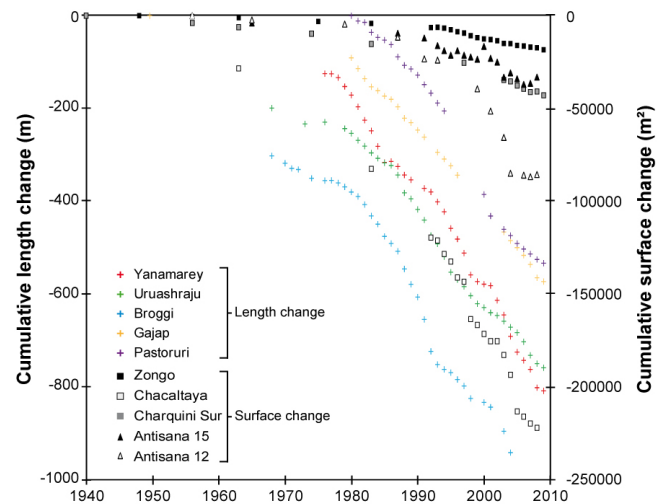 Cumulative length change (m)
0
-200
-400
-600
-800
-1000
Yanamarey
Uruashraju
Broggi
Gajap
Pastoruri
Length change
Zongo
Chacaltaya
Charquini Sur
Antisana 15
Antisana 12
Surface change
1940 1950 1960 1970 1980 1990 2000 2010
0
-50000
-100000
-150000
-200000
-250000
Cumulative surface change (m²)